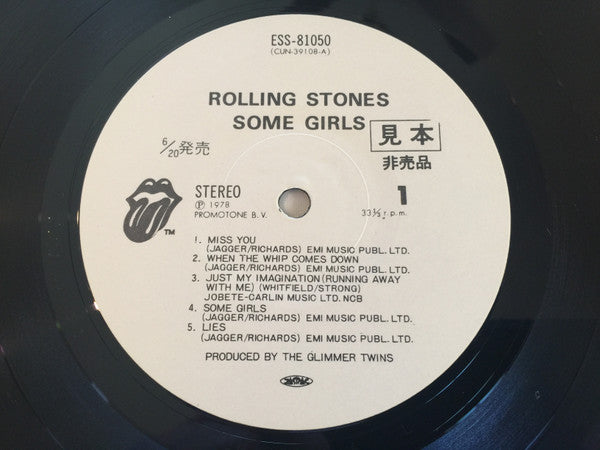 ESS-81050
(CUN-39108-A)
ROLLING STONES
SOME GIRLS
見本
6/20発売
非売品
STEREO
Ⓟ 1978
PROMOTONE B.V.
1
33⅓ r.p.m.
TM
1. MISS YOU
(JAGGER/RICHARDS) EMI MUSIC PUBL. LTD.
2. WHEN THE WHIP COMES DOWN
(JAGGER/RICHARDS) EMI MUSIC PUBL. LTD.
3. JUST MY IMAGINATION (RUNNING AWAY
WITH ME) (WHITFIELD/STRONG)
JOBETE-CARLIN MUSIC LTD. NCB
4. SOME GIRLS
(JAGGER/RICHARDS) EMI MUSIC PUBL. LTD.
5. LIES
(JAGGER/RICHARDS) EMI MUSIC PUBL. LTD.
PRODUCED BY THE GLIMMER TWINS